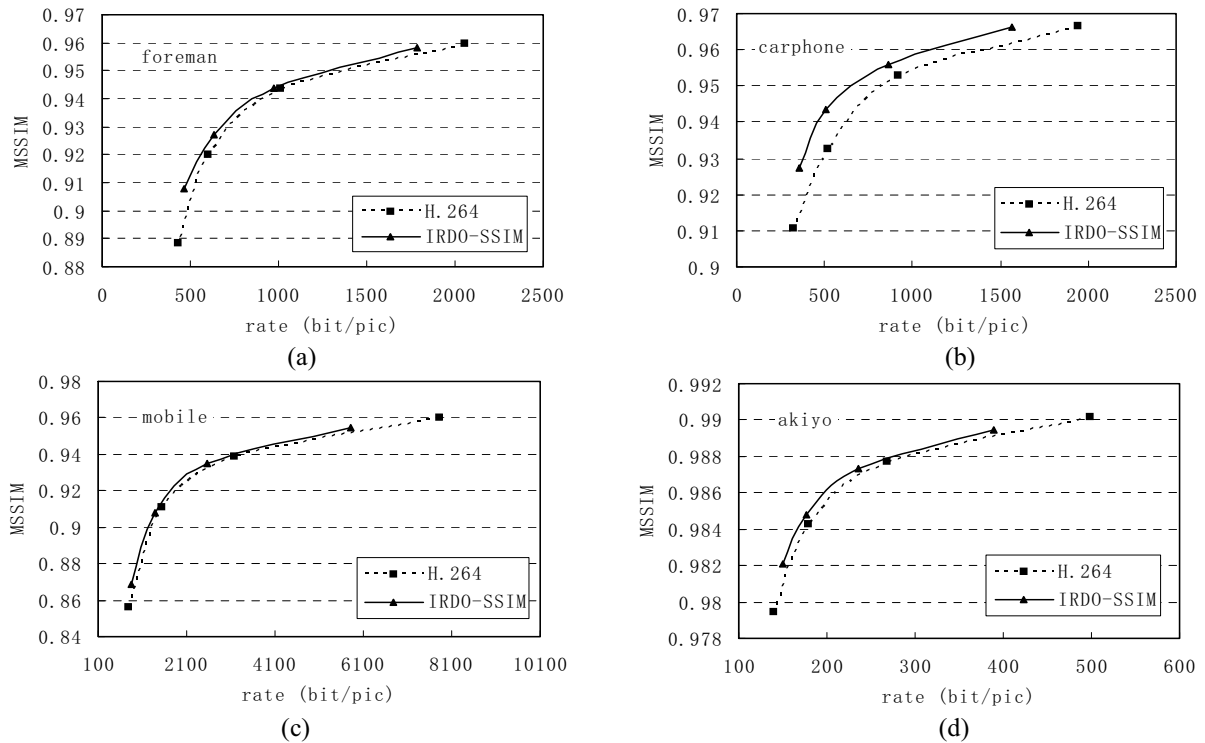 0.97
0.96
0.95
0.94
0.93
0.92
0.91
0.9
0.89
0.88
MSSIM
foreman
H.264
IRDO-SSIM
0 500 1000 1500 2000 2500
rate (bit/pic)
(a)
0.97
0.96
0.95
0.94
0.93
0.92
0.91
0.9
MSSIM
carphone
H.264
IRDO-SSIM
0 500 1000 1500 2000 2500
rate (bit/pic)
(b)
0.98
0.96
0.94
0.92
0.9
0.88
0.86
0.84
MSSIM
mobile
H.264
IRDO-SSIM
100 2100 4100 6100 8100 10100
rate (bit/pic)
(c)
0.992
0.99
0.988
0.986
0.984
0.982
0.98
0.978
MSSIM
akiyo
H.264
IRDO-SSIM
100 200 300 400 500 600
rate (bit/pic)
(d)